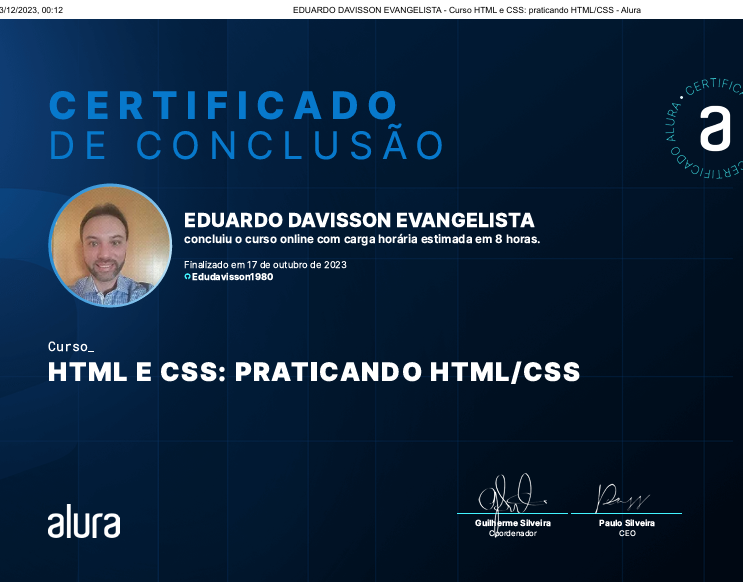 3/12/2023, 00:12
EDUARDO DAVISSON EVANGELISTA - Curso HTML e CSS: praticando HTML/CSS - Alura
CERTIFICADO
DE CONCLUSÃO
ALURA • CERTIFICA
a
CERTIFICADO
EDUARDO DAVISSON EVANGELISTA
concluiu o curso online com carga horária estimada em 8 horas.
Finalizado em 17 de outubro de 2023
Edudavisson1980
Curso_
HTML E CSS: PRATICANDO HTML/CSS
alura
Guilherme Silveira
Coordenador
Paulo Silveira
CEO